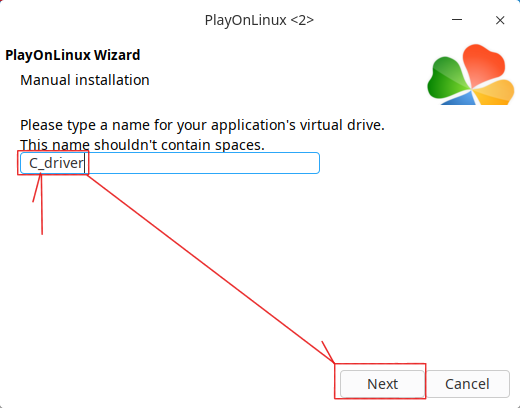 PlayOnLinux <2>
PlayOnLinux Wizard
Manual installation
Please type a name for your application's virtual drive.
This name shouldn't contain spaces.
C_driver
Next
Cancel